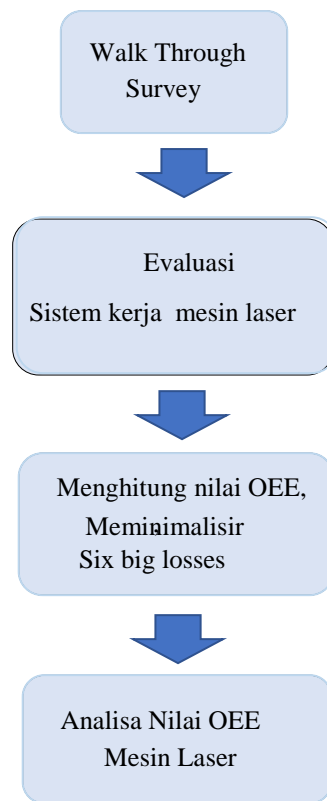 Walk Through
Survey
Evaluasi
Sistem kerja mesin laser
Menghitung nilai OEE,
Meminimalisir
Six big losses
Analisa Nilai OEE
Mesin Laser